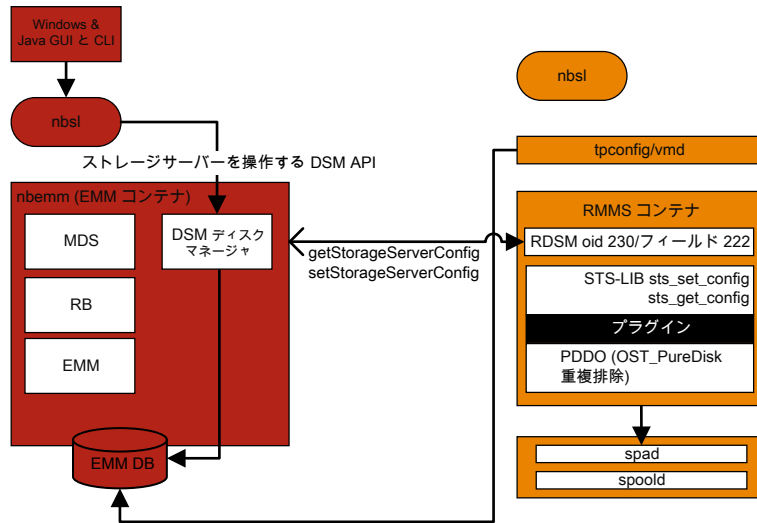 Windows &
Java GUI と CLI
nbsl
nbsl
ストレージサーバーを操作する DSM API
tpconfig/vmd
nbemm (EMM コンテナ)
MDS
DSM ディスク
マネージャ
RB
EMM
EMM DB
getStorageServerConfig
setStorageServerConfig
RMMS コンテナ
RDSM oid 230/フィールド 222
STS-LIB sts_set_config
sts_get_config
プラグイン
PDDO (OST_PureDisk
重複排除)
spad
spoold